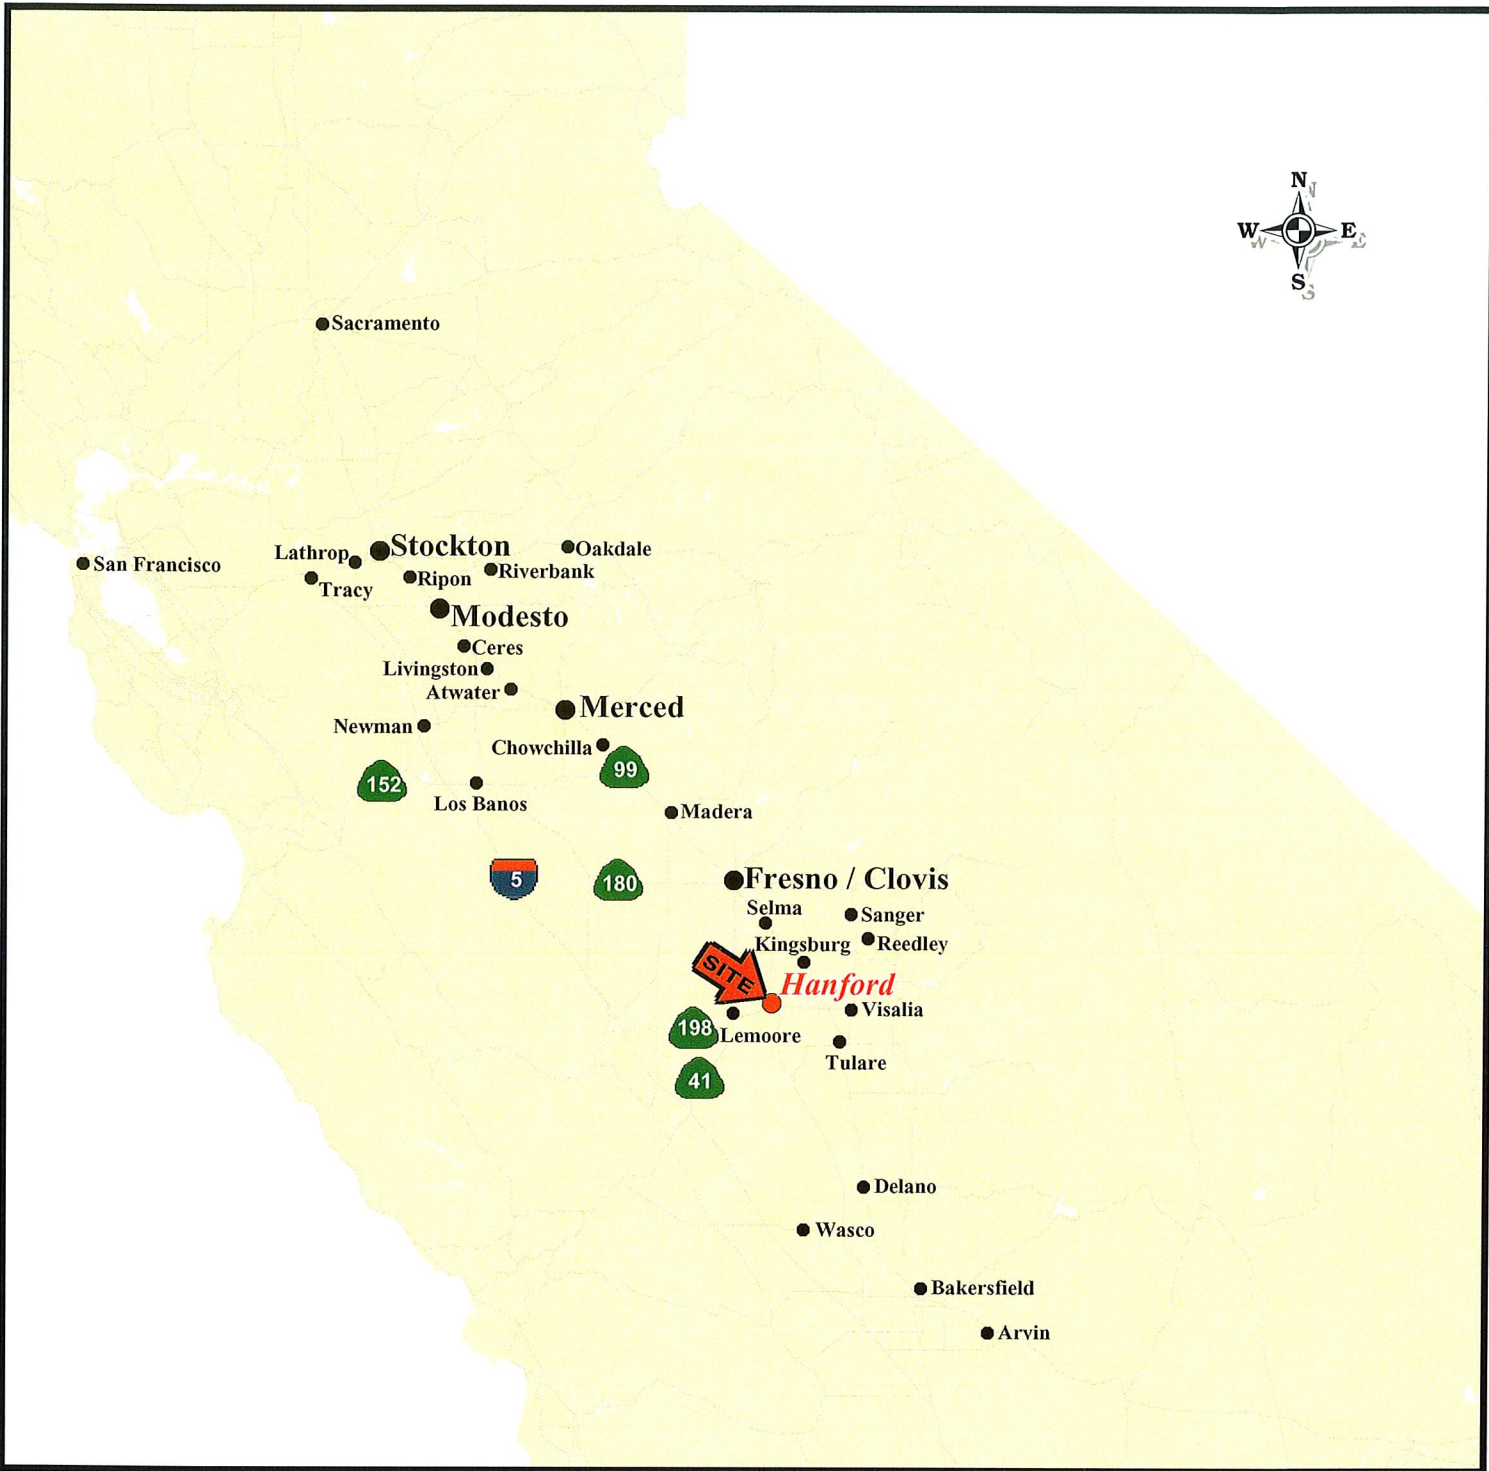 N
W E
S
Sacramento
Stockton
Oakdale
Lathrop
San Francisco
Riverbank
Ripon
Tracy
Modesto
Ceres
Livingston
Atwater
Merced
Newman
Chowchilla
99
152
Los Banos
Madera
5
180
Fresno / Clovis
Selma
Sanger
Kingsburg
Reedley
SITE
Hanford
Visalia
198
Lemoore
Tulare
41
Delano
Wasco
Bakersfield
Arvin